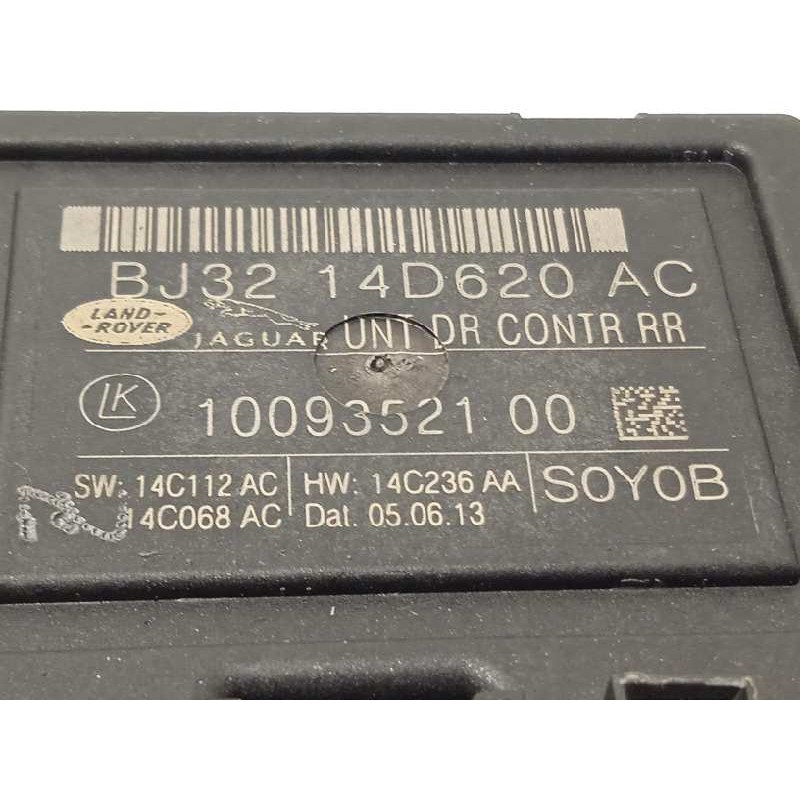 BJ32 14D620 AC
LAND-
-ROVER
JAGUAR UNT DR CONTR RR
LK 10093521 00
SW: 14C112 AC HW: 14C236 AA SOYOB
14C068 AC Dat. 05.06.13